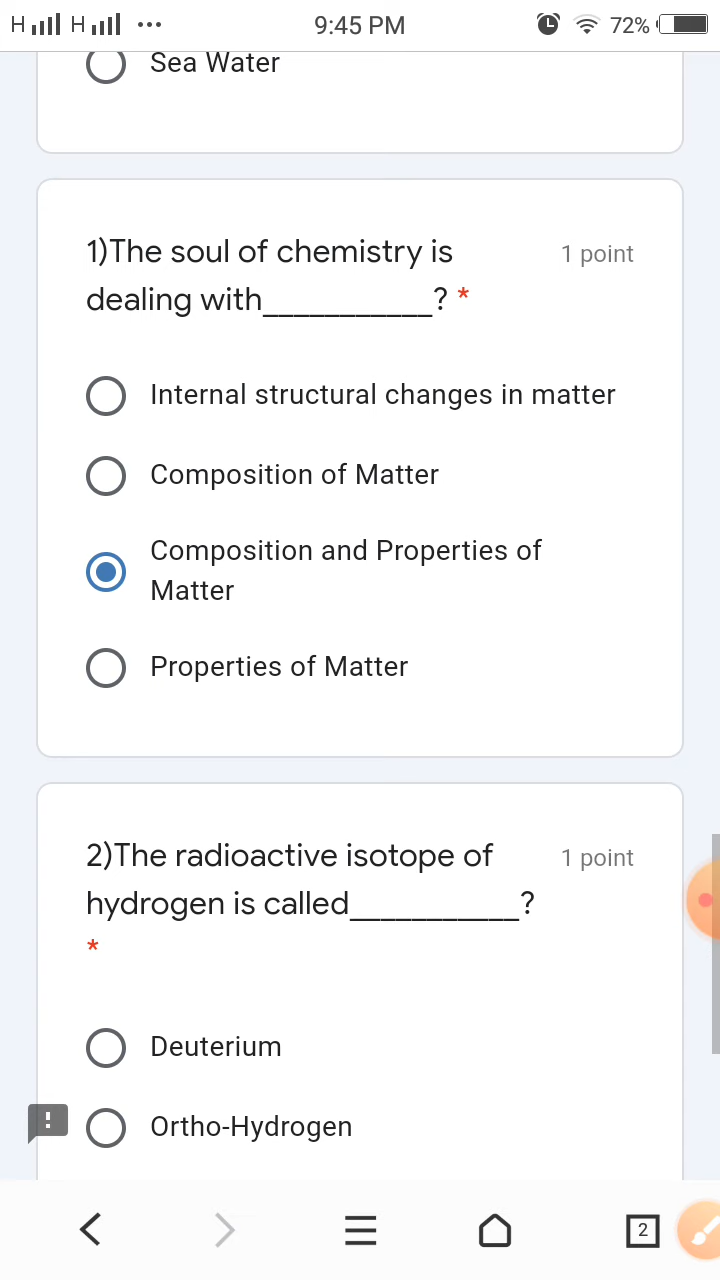 H H ... 9:45 PM 72%
Sea Water
1)The soul of chemistry is 1 point
dealing with___________? *
Internal structural changes in matter
Composition of Matter
Composition and Properties of
Matter
Properties of Matter
2)The radioactive isotope of 1 point
hydrogen is called___________?
*
Deuterium
Ortho-Hydrogen
2